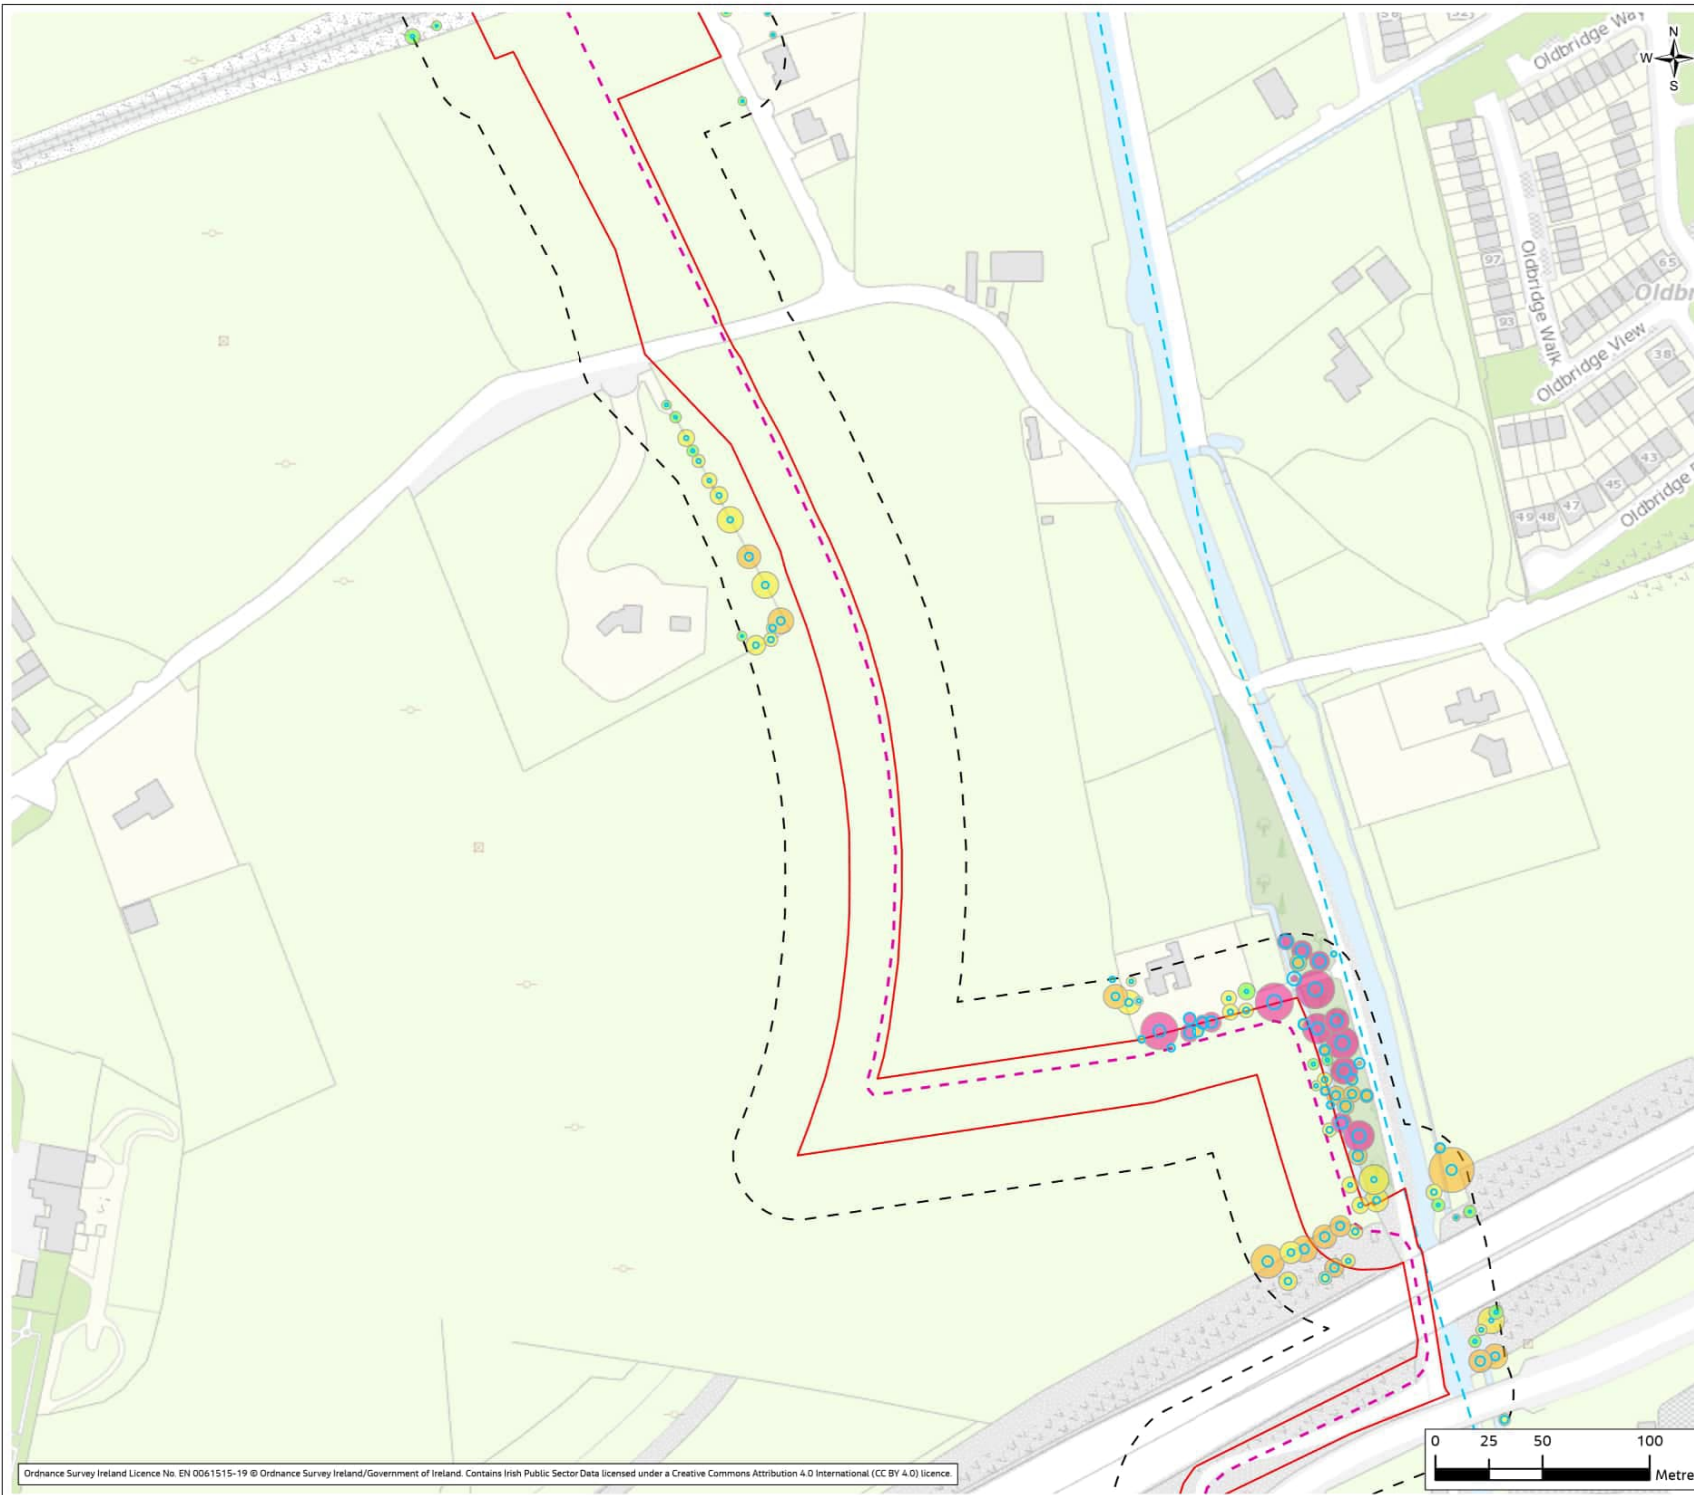 Oldbridge Way
N
W
S
97
65
Oldbridge Walk
93
Oldbridge View
38
43
45
47
49 48
0 25 50 100
Metre
Ordnance Survey Ireland Licence No. EN 0061515-19 © Ordnance Survey Ireland/Government of Ireland. Contains Irish Public Sector Data licensed under a Creative Commons Attribution 4.0 International (CC BY 4.0) licence.